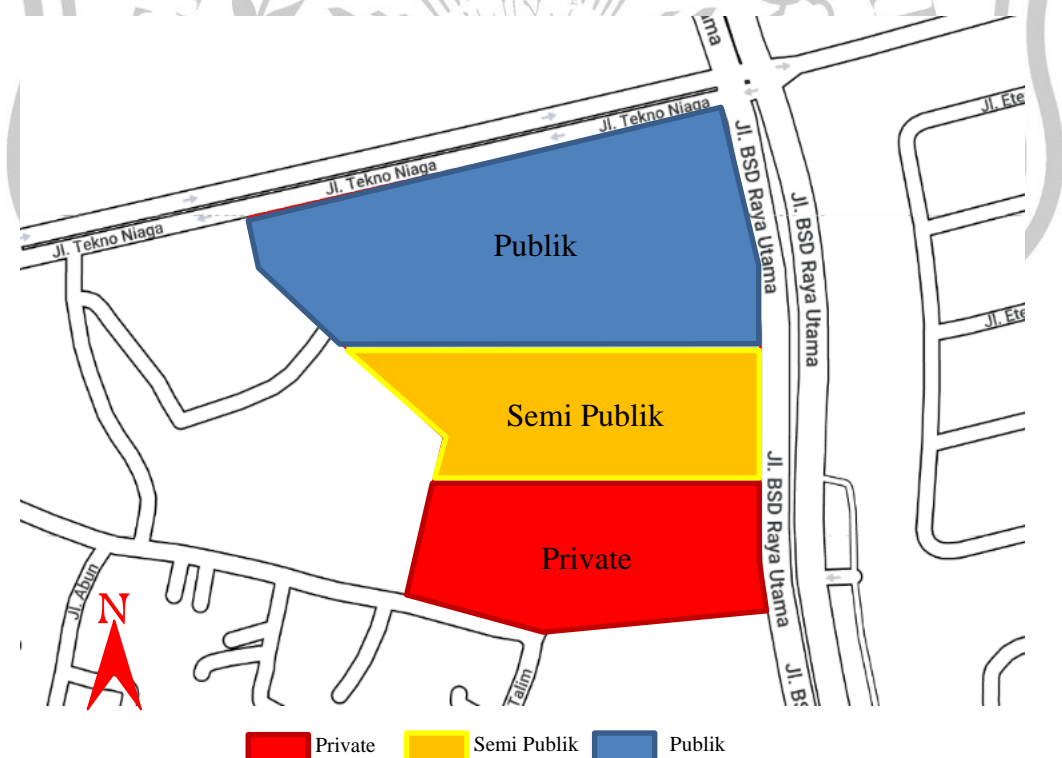 ama
Jl. Ete
Jl. Tekno Niaga
Jl. Tekno Niaga
Jl. Tekno Niaga
Jl. BSD Raya Utama
Jl. BSD Raya Utama
Publik
Jl. Ete
Semi Publik
Jl. BSD Raya Utama
Private
Jl. Abun
N
Talim
Jl. BS
Private
Semi Publik
Publik